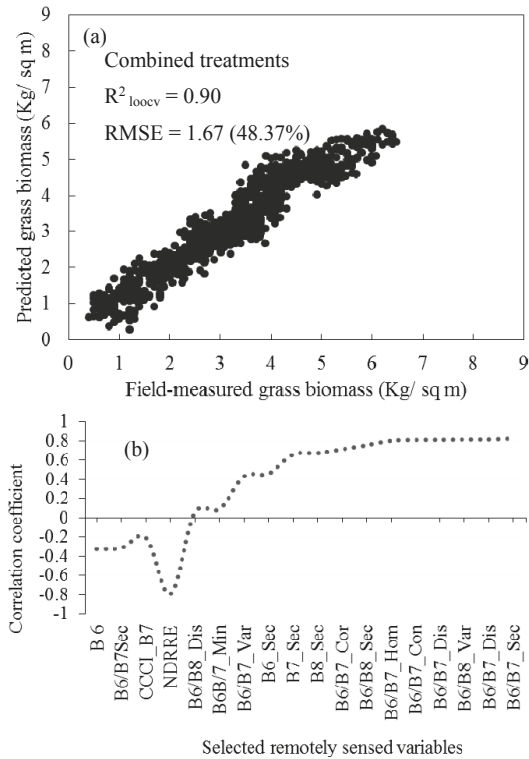 (a)
Combined treatments
R² loocv = 0.90
RMSE = 1.67 (48.37%)
Predicted grass biomass (Kg/ sq m)
9
8
7
6
5
4
3
2
1
0
0 1 2 3 4 5 6 7 8 9
Field-measured grass biomass (Kg/ sq m)
(b)
Correlation coefficient
1
0.8
0.6
0.4
0.2
0
-0.2
-0.4
-0.6
-0.8
-1
B 6
B6/B7Sec
CCCI_B7
NDRRE
B6/B8_Dis
B6B/7_Min
B6/B7_Var
B6_Sec
B7_Sec
B8_Sec
B6/B7_Cor
B6/B8_Sec
B6/B7_Hom
B6/B7_Con
B6/B7_Dis
B6/B8_Var
B6/B7_Dis
B6/B7_Sec
Selected remotely sensed variables